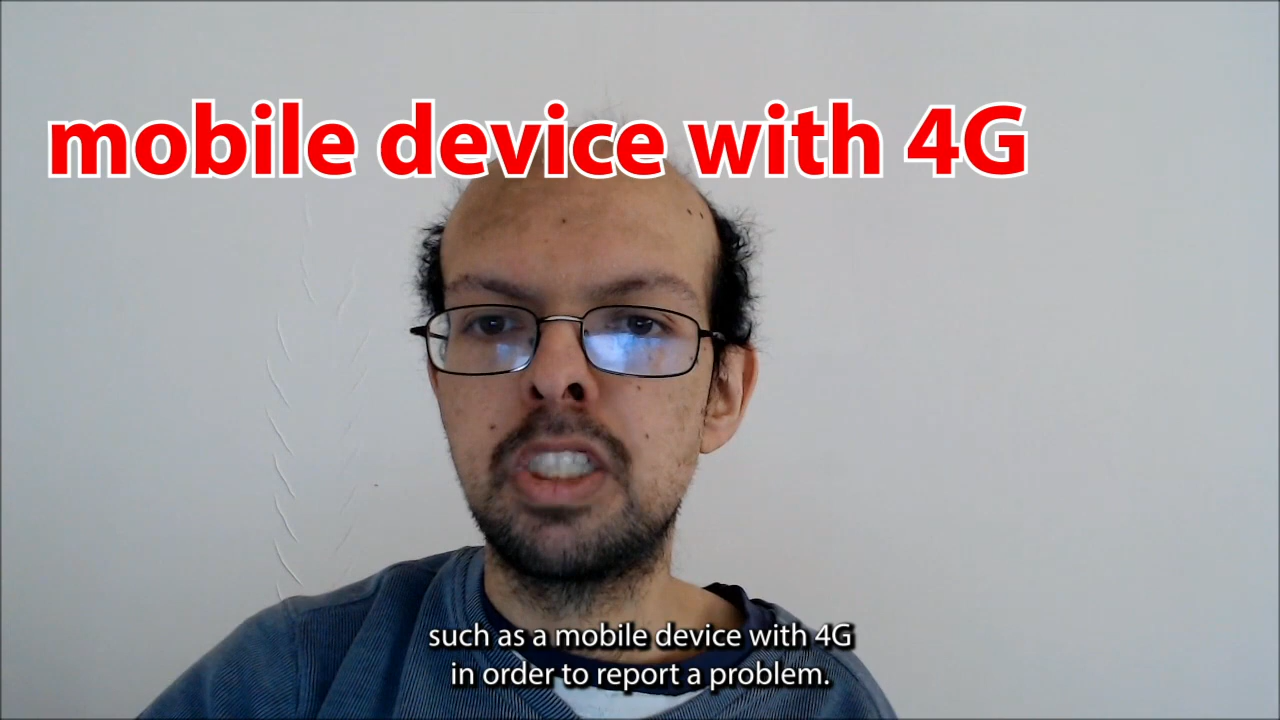 mobile device with 4G
such as a mobile device with 4G
in order to report a problem.